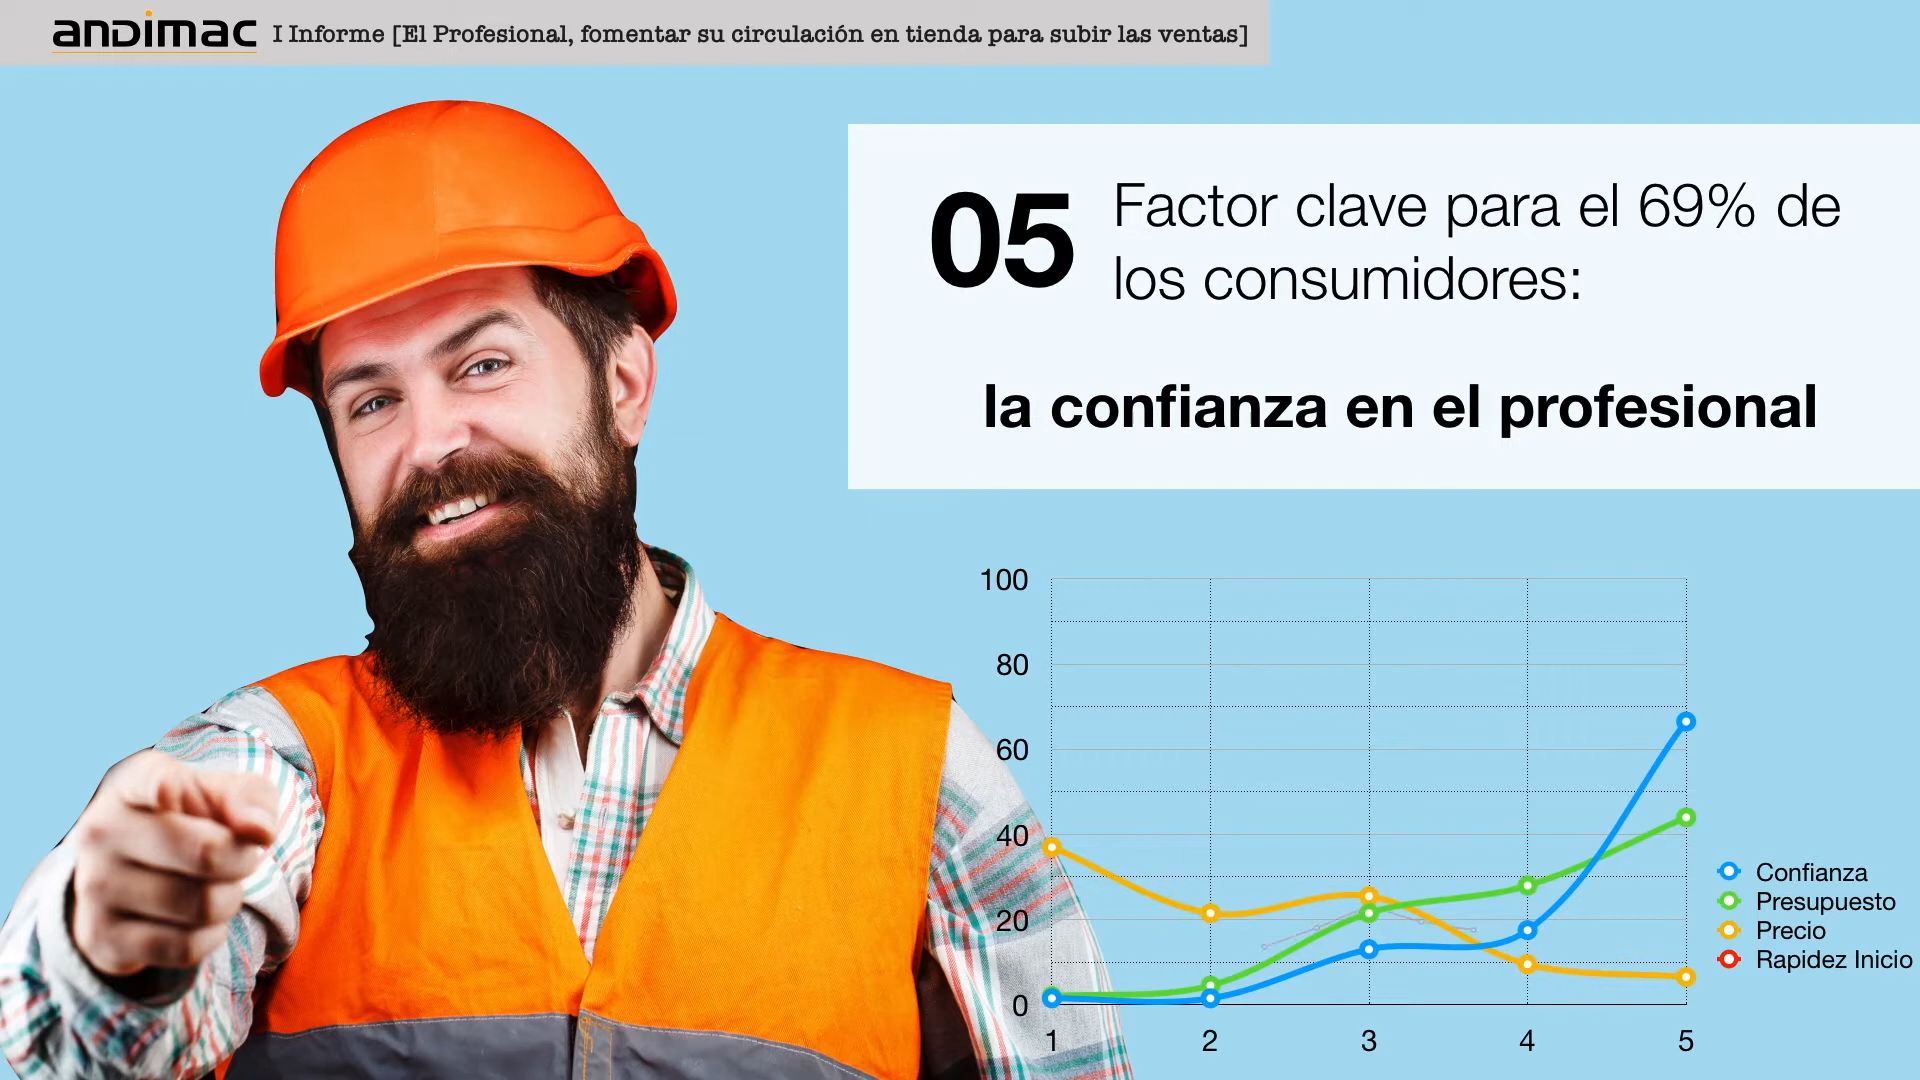 andimac I Informe [El Profesional, fomentar su circulación en tienda para subir las ventas]
05 Factor clave para el 69% de
los consumidores:
la confianza en el profesional
100
80
60
40
20
0
1 2 3 4 5
Confianza
Presupuesto
Precio
Rapidez Inicio